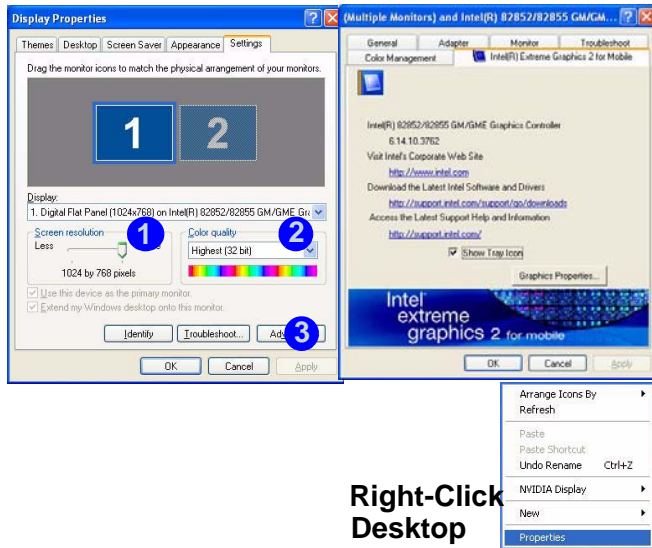 Display Properties
Themes Desktop Screen Saver Appearance Settings
Drag the monitor icons to match the physical arrangement of your monitors.
1 2
Display:
1. Digital Flat Panel (1024x768) on Intel(R) 82852/82855 GM/GME
Screen resolution
Less
1
1024 by 768 pixels
Color quality
2
Highest (32 bit)
Use this device as the primary monitor.
Extend my Windows desktop onto this monitor.
Identify Troubleshoot... 3
OK Cancel Apply
(Multiple Monitors) and Intel(R) 82852/82855 GM/GM...
General Adapter Monitor Troubleshoot
Color Management Intel(R) Extreme Graphics 2 for Mobile
Intel(R) 82852/82855 GM/GME Graphics Controller
6.14.10.3762
Visit Intel's Corporate Web Site
http://www.intel.com
Download the Latest Intel Software and Drivers
http://support.intel.com/support/go/downloads
Access the Latest Support Help and Information
http://support.intel.com/
Show Tray Icon
Graphics Properties...
Intel
extreme
graphics 2 for mobile
OK Cancel Apply
Arrange Icons By
Refresh
Paste
Paste Shortcut
Undo Rename Ctrl+Z
NVIDIA Display
New
Properties
Right-Click
Desktop